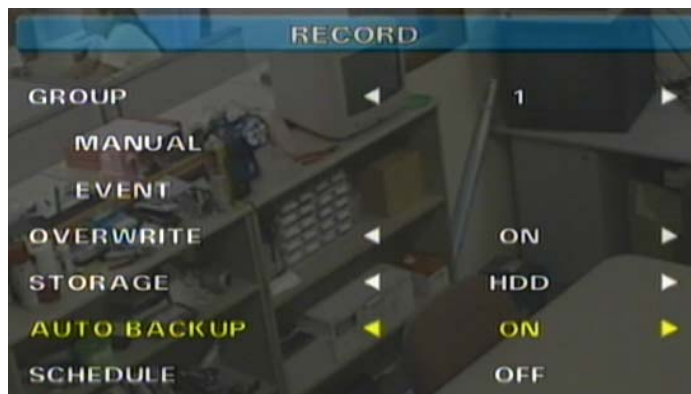 RECORD
GROUP 1
MANUAL
EVENT
OVERWRITE ON
STORAGE HDD
AUTO BACKUP ON
SCHEDULE OFF